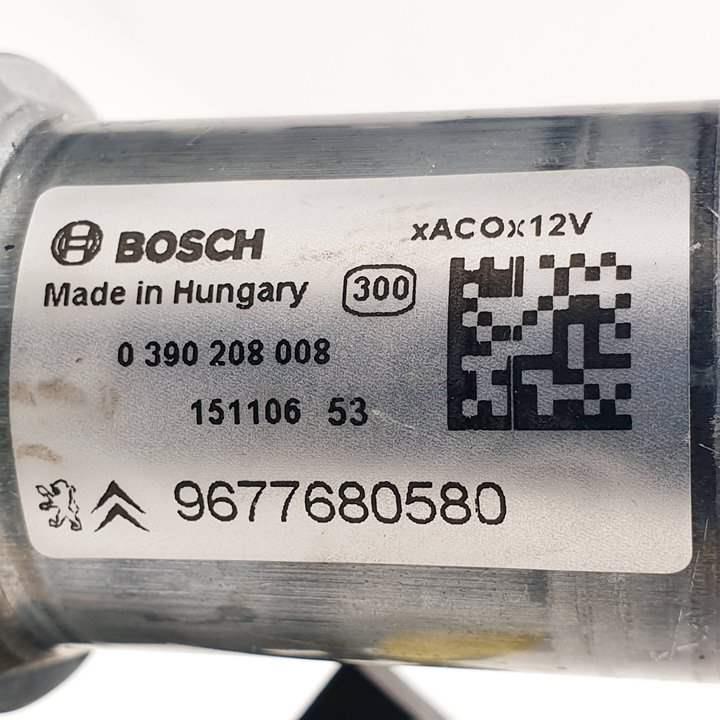 BOSCH
xACOx12V
Made in Hungary
300
0 390 208 008
151106 53
9677680580